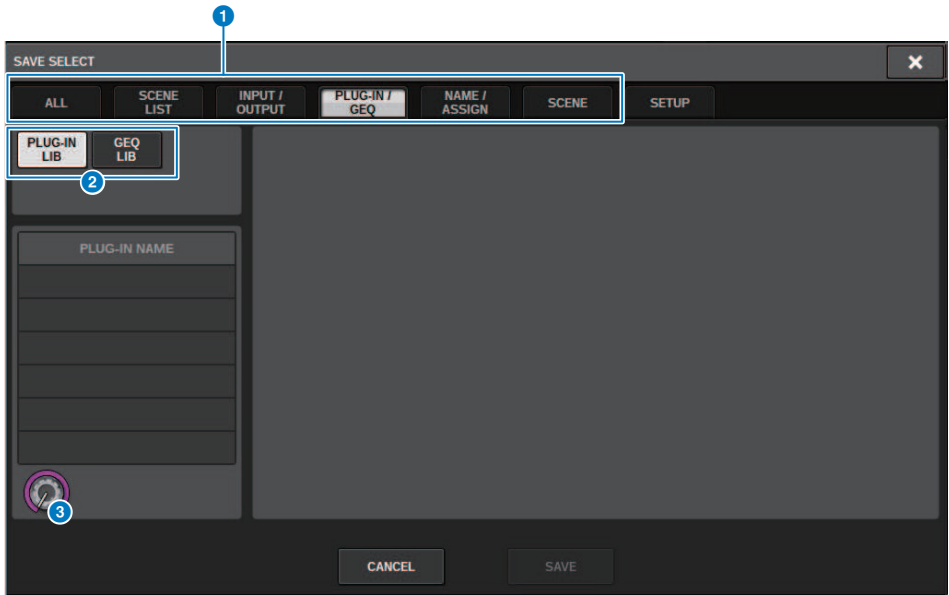 1
SAVE SELECT
×
ALL
SCENE
LIST
INPUT /
OUTPUT
PLUG-IN /
GEQ
NAME /
ASSIGN
SCENE
SETUP
PLUG-IN
LIB
GEQ
LIB
2
PLUG-IN NAME
3
CANCEL
SAVE